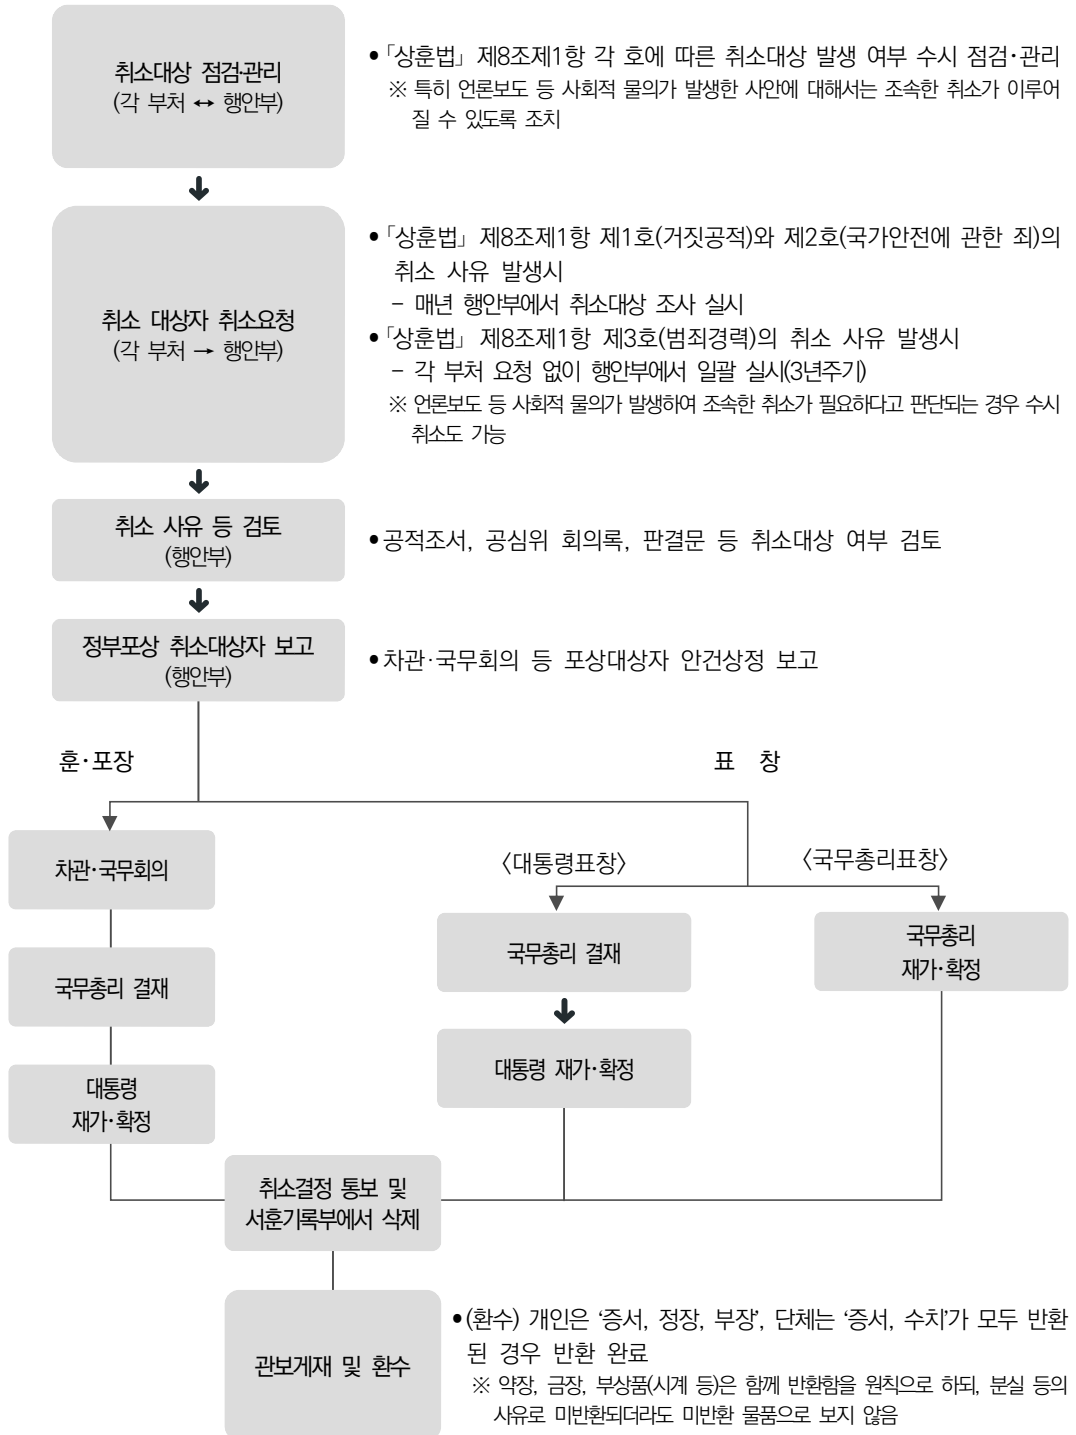 취소대상 점검·관리
(각 부처 ↔ 행안부)
•「상훈법」 제8조제1항 각 호에 따른 취소대상 발생 여부 수시 점검·관리
※ 특히 언론보도 등 사회적 물의가 발생한 사안에 대해서는 조속한 취소가 이루어
질 수 있도록 조치
취소 대상자 취소요청
(각 부처 → 행안부)
•「상훈법」 제8조제1항 제1호(거짓공적)와 제2호(국가안전에 관한 죄)의
취소 사유 발생시
- 매년 행안부에서 취소대상 조사 실시
•「상훈법」 제8조제1항 제3호(범죄경력)의 취소 사유 발생시
- 각 부처 요청 없이 행안부에서 일괄 실시(3년주기)
※ 언론보도 등 사회적 물의가 발생하여 조속한 취소가 필요하다고 판단되는 경우 수시
취소도 가능
취소 사유 등 검토
(행안부)
•공적조서, 공심위 회의록, 판결문 등 취소대상 여부 검토
정부포상 취소대상자 보고
(행안부)
•차관·국무회의 등 포상대상자 안건상정 보고
훈·포장
표 창
차관·국무회의
국무총리 결재
대통령
재가·확정
〈대통령표창〉
국무총리 결재
대통령 재가·확정
〈국무총리표창〉
국무총리
재가·확정
취소결정 통보 및
서훈기록부에서 삭제
관보게재 및 환수
•(환수) 개인은 ‘증서, 정장, 부장’, 단체는 ‘증서, 수치’가 모두 반환
된 경우 반환 완료
※ 약장, 금장, 부상품(시계 등)은 함께 반환함을 원칙으로 하되, 분실 등의
사유로 미반환되더라도 미반환 물품으로 보지 않음